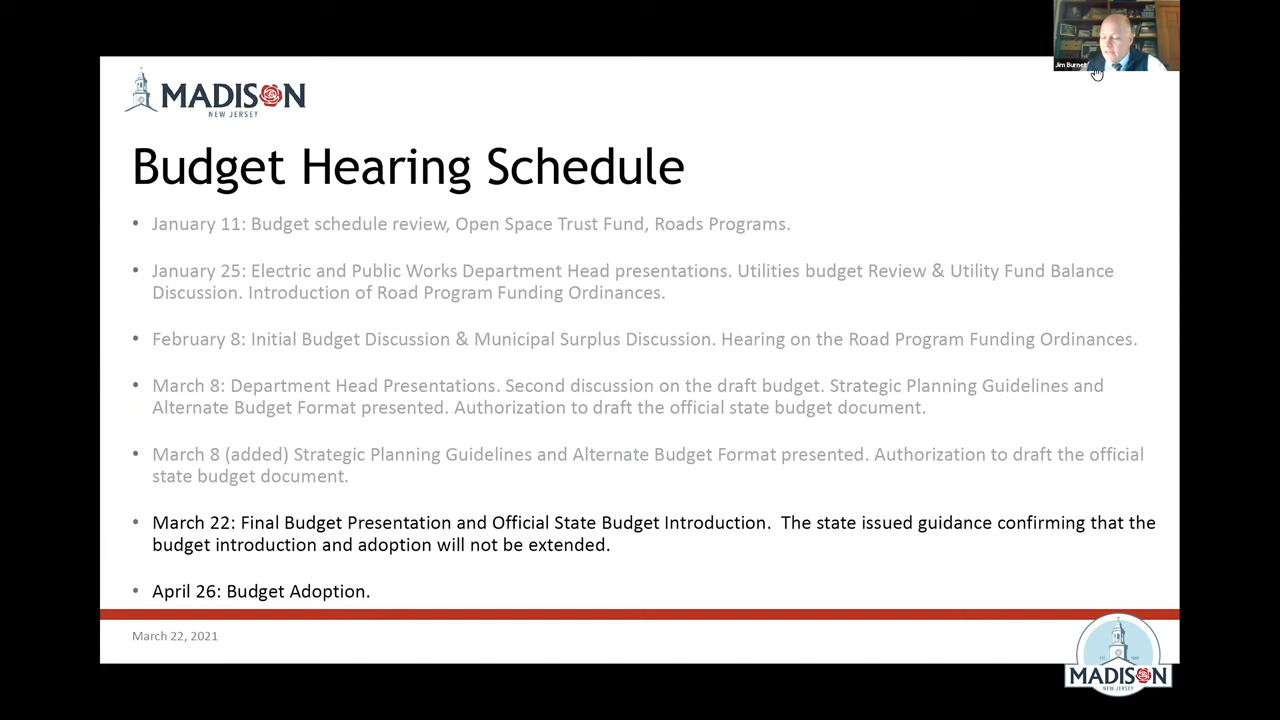 Jim Burnet
MADISON
NEW JERSEY
Budget Hearing Schedule
• January 11: Budget schedule review, Open Space Trust Fund, Roads Programs.
• January 25: Electric and Public Works Department Head presentations. Utilities budget Review & Utility Fund Balance
Discussion. Introduction of Road Program Funding Ordinances.
• February 8: Initial Budget Discussion & Municipal Surplus Discussion. Hearing on the Road Program Funding Ordinances.
• March 8: Department Head Presentations. Second discussion on the draft budget. Strategic Planning Guidelines and
Alternate Budget Format presented. Authorization to draft the official state budget document.
• March 8 (added) Strategic Planning Guidelines and Alternate Budget Format presented. Authorization to draft the official
state budget document.
• March 22: Final Budget Presentation and Official State Budget Introduction.  The state issued guidance confirming that the
budget introduction and adoption will not be extended.
• April 26: Budget Adoption.
March 22, 2021
MADISON
NEW JERSEY